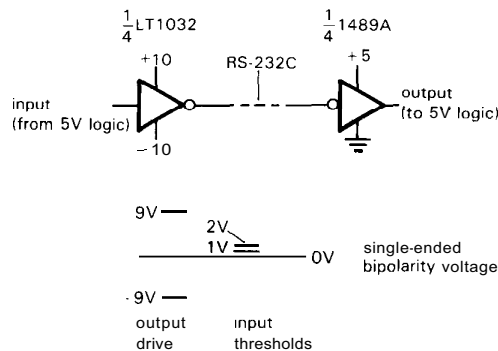 1/4 LT1032
1/4 1489A
+10
+5
RS-232C
input
(from 5V logic)
output
(to 5V logic)
-10
9V
2V
1V
0V
single-ended
bipolarity voltage
-9V
output
drive
input
thresholds